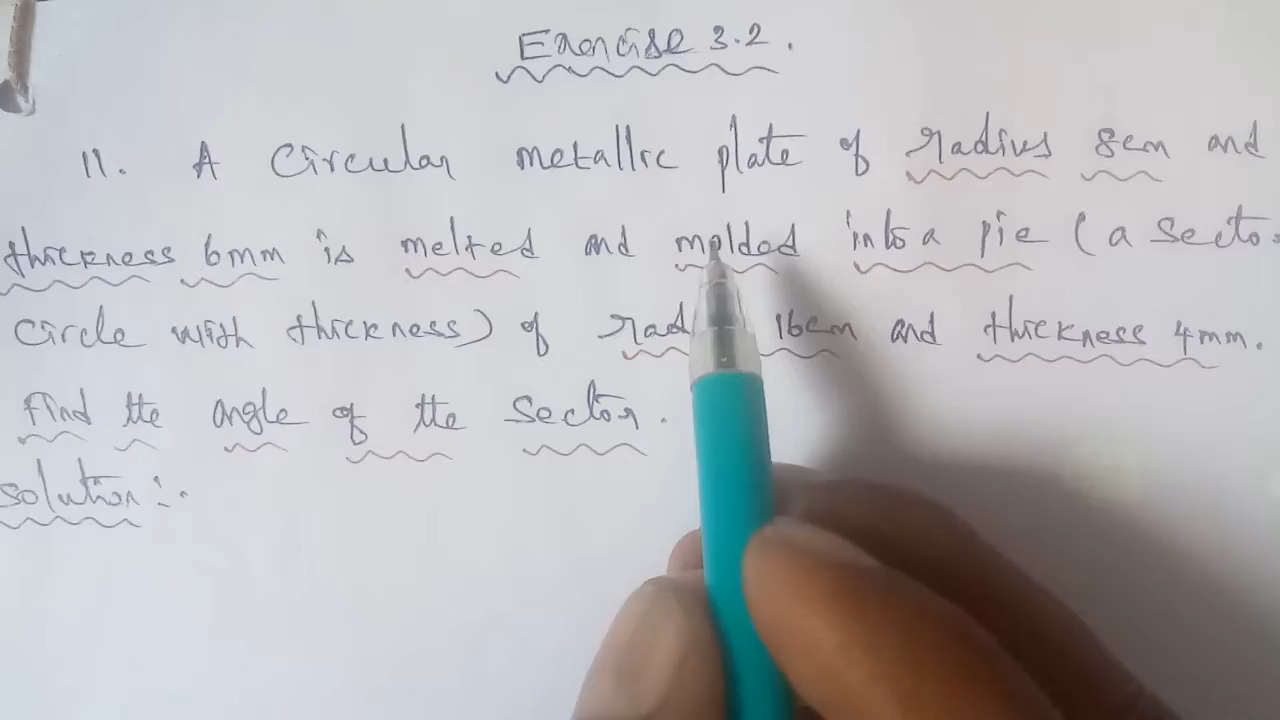 Exercise 3.2.
11. A Circular metallic plate of radius 8cm and
thickness 6mm is melted and molded into a pie (a Secto
Circle with thickness) of 16cm and thickness 4mm.
Find the angle of the Sector.
Solution:-